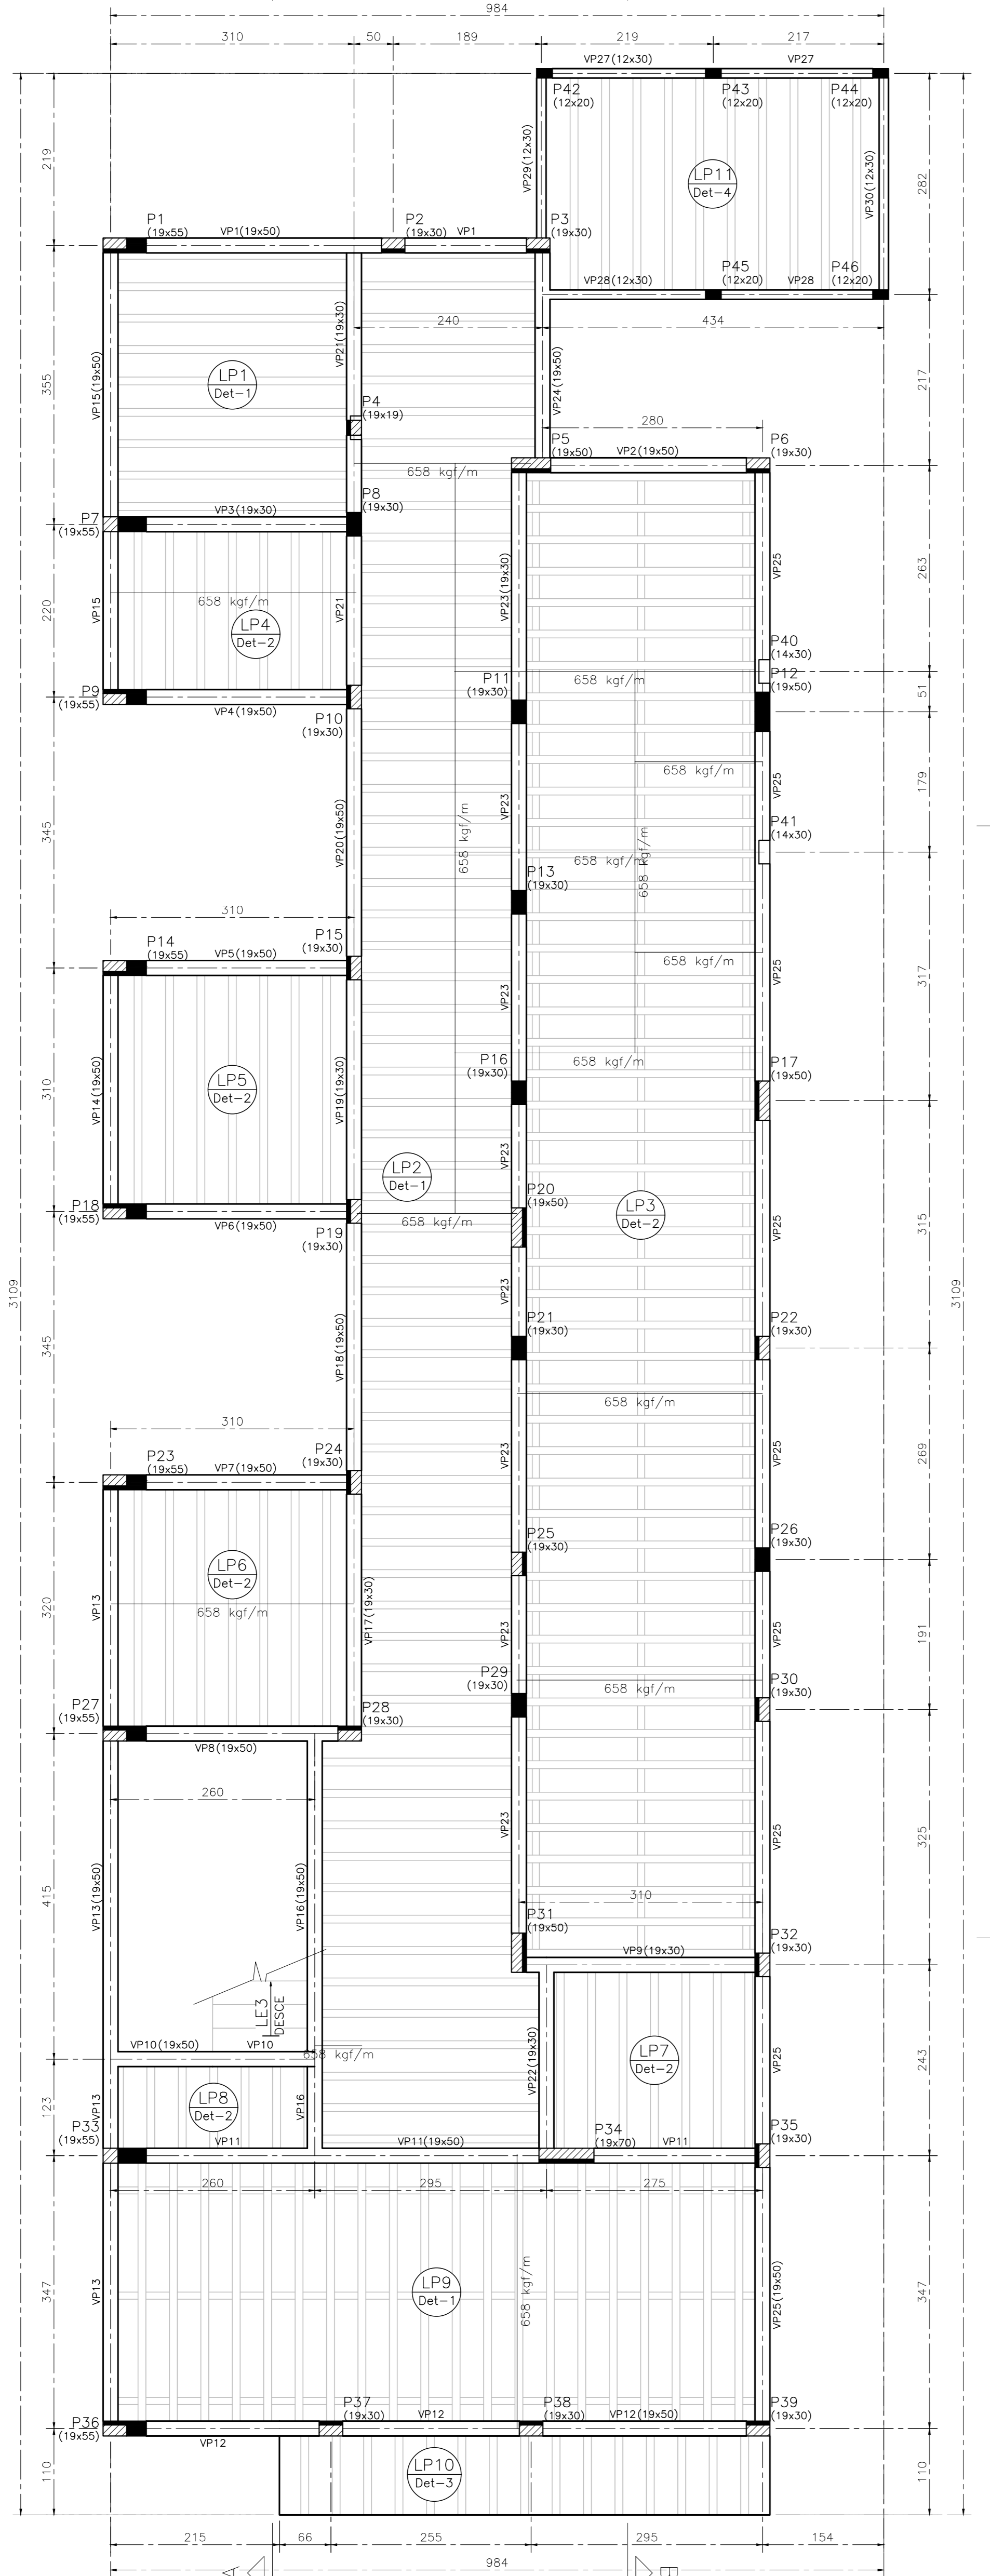 984
310
50
189
219
217
VP27(12x30)
VP27
P42
(12x20)
P43
(12x20)
P44
(12x20)
219
VP29(12x30)
LP11
Det-4
VP30(12x30)
282
P1
(19x55)
VP1(19x50)
P2
(19x30)
VP1
P3
(19x30)
VP28(12x30)
P45
(12x20)
VP28
P46
(12x20)
VP21(19x30)
240
434
355
VP15(19x50)
LP1
Det-1
VP24(19x50)
217
P4
(19x19)
280
P5
(19x50)
VP2(19x50)
P6
(19x30)
658 kgf/m
P7
(19x55)
VP3(19x30)
P8
(19x30)
VP23(19x30)
VP25
263
220
VP15
658 kgf/m
VP21
LP4
Det-2
P40
(14x30)
P9
(19x55)
VP4(19x50)
P10
(19x30)
P11
(19x30)
658 kgf/m
P12
(19x50)
51
658 kgf/m
VP25
179
345
VP20(19x50)
658 kgf/m
VP23
P41
(14x30)
658 kgf/m
658 kgf/m
P13
(19x30)
310
P14
(19x55)
VP5(19x50)
P15
(19x30)
658 kgf/m
VP23
VP25
317
310
VP14(19x50)
LP5
Det-2
VP19(19x30)
P16
(19x30)
658 kgf/m
P17
(19x50)
VP23
LP2
Det-1
P18
(19x55)
VP6(19x50)
P19
(19x30)
658 kgf/m
P20
(19x50)
LP3
Det-2
VP25
315
3109
3109
VP23
345
VP18(19x50)
P21
(19x30)
P22
(19x30)
658 kgf/m
310
P23
(19x55)
VP7(19x50)
P24
(19x30)
VP23
VP25
269
P25
(19x30)
P26
(19x30)
320
VP13
LP6
Det-2
658 kgf/m
VP17(19x30)
VP23
VP25
191
P27
(19x55)
VP8(19x50)
P28
(19x30)
P29
(19x30)
658 kgf/m
P30
(19x30)
260
VP23
VP25
325
415
VP13(19x50)
VP16(19x50)
310
P31
(19x50)
VP9(19x30)
P32
(19x30)
LE3
DESCE
VP10(19x50)
VP10
658 kgf/m
VP22(19x30)
LP7
Det-2
VP25
243
123
VP13
LP8
Det-2
VP16
P33
(19x55)
VP11
VP11(19x50)
P34
(19x70)
VP11
P35
(19x30)
260
295
275
347
VP13
LP9
Det-1
658 kgf/m
VP25(19x50)
347
P36
(19x55)
VP12
P37
(19x30)
VP12
P38
(19x30)
VP12(19x50)
P39
(19x30)
110
LP10
Det-3
110
215
66
255
295
154
984